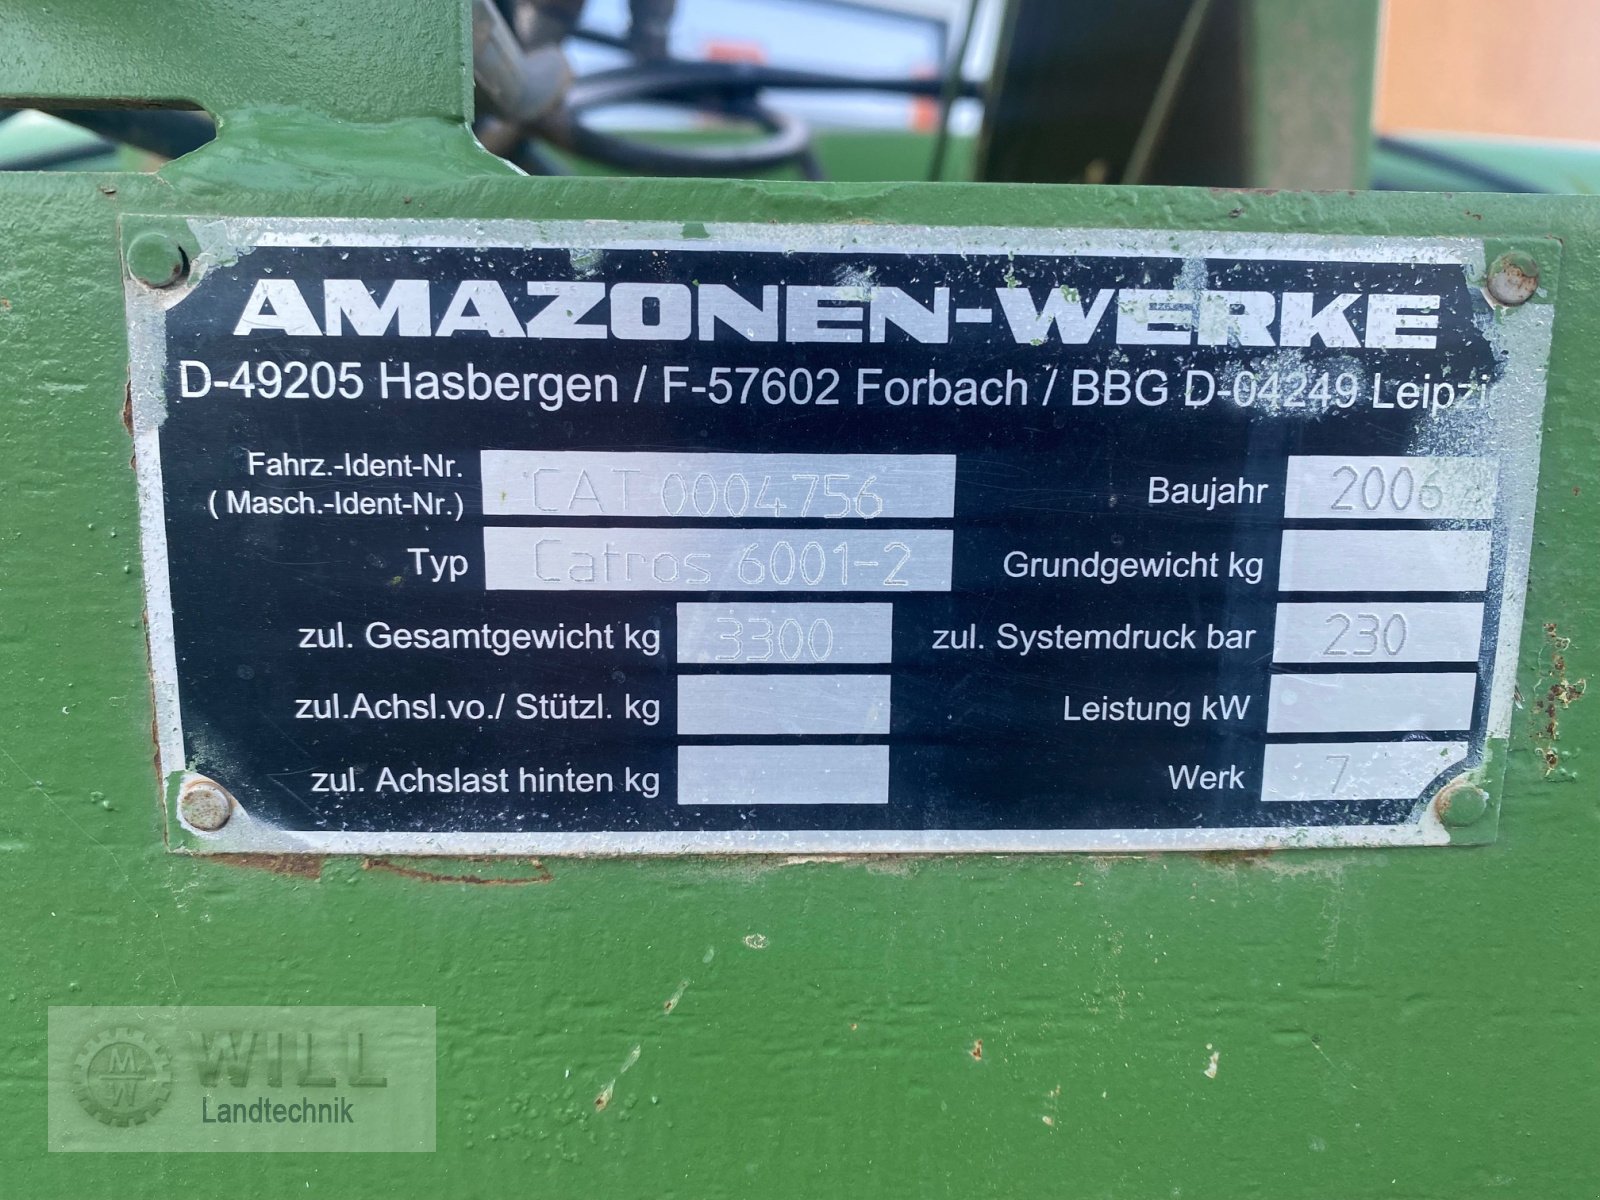 AMAZONEN-WERKE
D-49205 Hasbergen / F-57602 Forbach / BBG D-04249 Leipzi
Fahrz.-Ident-Nr.
( Masch.-Ident-Nr.) CAT 0004756
Baujahr 2006
Typ Catros 6001-2
Grundgewicht kg
zul. Gesamtgewicht kg 3300
zul. Systemdruck bar 230
zul.Achsl.vo./ Stützl. kg
Leistung kW
zul. Achslast hinten kg
Werk 7
MW WILL
Landtechnik